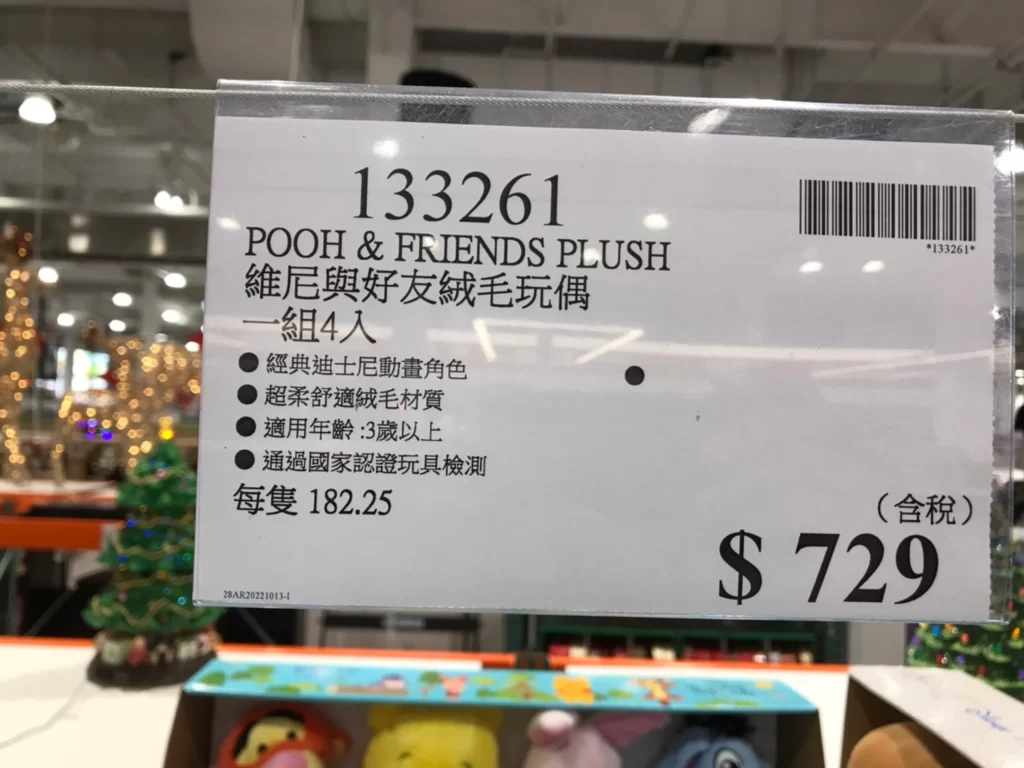 133261
*133261*
POOH & FRIENDS PLUSH
維尼與好友絨毛玩偶
一組4入
● 經典迪士尼動畫角色
●
● 超柔舒適絨毛材質
● 適用年齡:3歲以上
● 通過國家認證玩具檢測
每隻 182.25
（含稅）
$ 729
28AR20221013-1